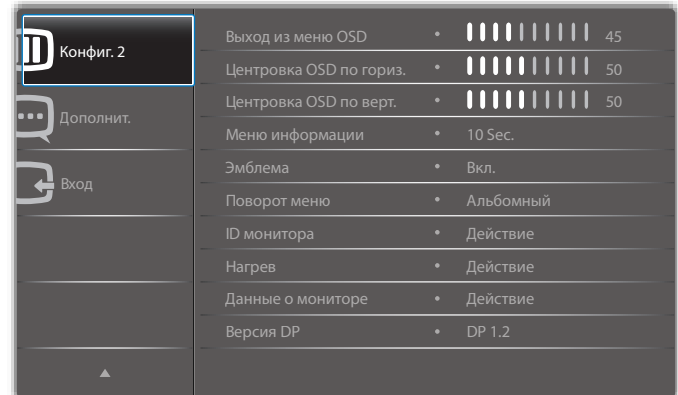 Конфиг. 2
Дополнит.
Вход
Выход из меню OSD • 45
Центровка OSD по гориз. • 50
Центровка OSD по верт. • 50
Меню информации • 10 Sec.
Эмблема • Вкл.
Поворот меню • Альбомный
ID монитора • Действие
Нагрев • Действие
Данные о мониторе • Действие
Версия DP • DP 1.2